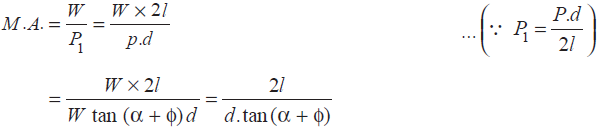 M.A. = W/P₁ = (W × 2l)/(p.d) ...(∵ P₁ = P.d/2l)
= (W × 2l)/(W tan (α + ϕ) d) = 2l/(d.tan (α + ϕ))